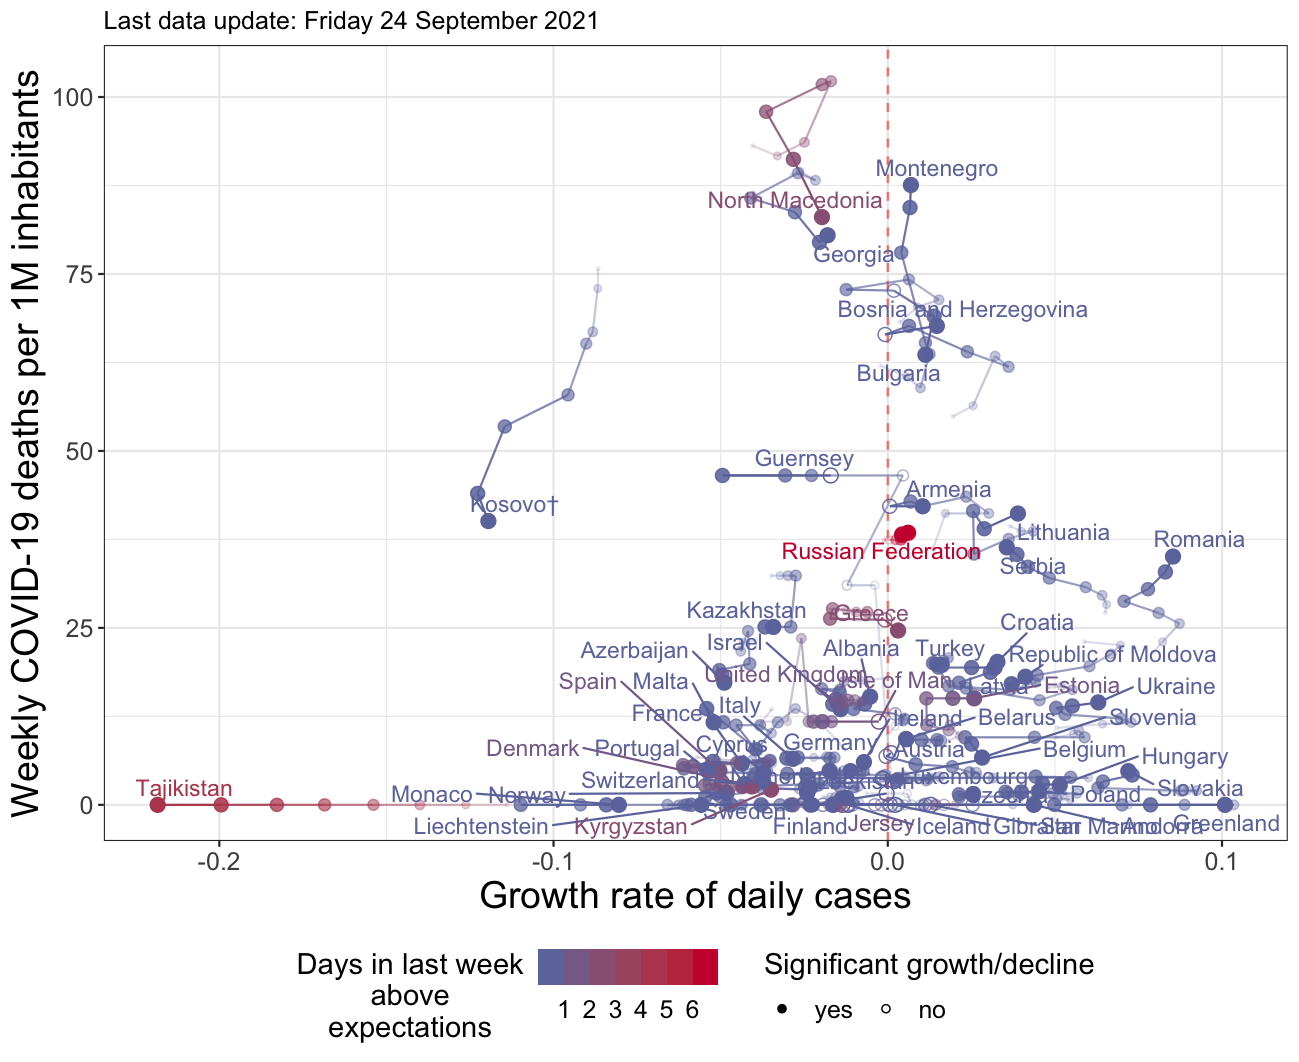 Last data update: Friday 24 September 2021
Weekly COVID-19 deaths per 1M inhabitants
100
75
50
25
0
Montenegro
North Macedonia
Georgia
Bosnia and Herzegovina
Bulgaria
Guernsey
Kosovo†
Armenia
Lithuania
Russian Federation
Romania
Serbia
Kazakhstan
Greece
Croatia
Israel
Azerbaijan
Albania
Turkey
Republic of Moldova
United Kingdom
Isle of Man
Spain
Malta
Latvia
Estonia
Ukraine
France
Italy
Ireland
Belarus
Slovenia
Denmark
Portugal
Cyprus
Germany
Austria
Belgium
Hungary
Switzerland
Luxembourg
Tajikistan
Monaco
Norway
Poland
Slovakia
Sweden
Liechtenstein
Kyrgyzstan
Finland
Jersey
Iceland
Gibraltar
San Marino
Andorra
Greenland
-0.2
-0.1
0.0
0.1
Growth rate of daily cases
Days in last week
above
expectations
1 2 3 4 5 6
Significant growth/decline
yes
no